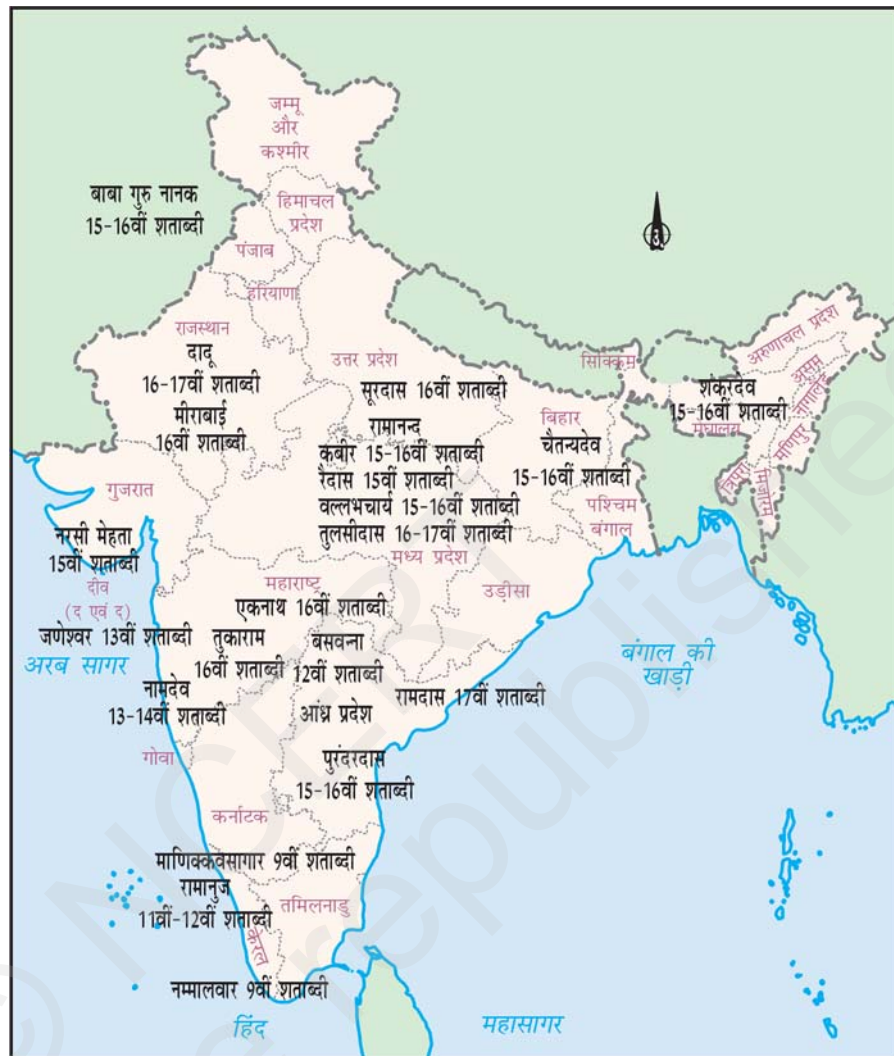 जम्मू
और
कश्मीर
बाबा गुरु नानक
15-16वीं शताब्दी
हिमाचल
प्रदेश
पंजाब
हरियाणा
उ
राजस्थान
दादू
16-17वीं शताब्दी
मीराबाई
16वीं शताब्दी
उत्तर प्रदेश
सूरदास 16वीं शताब्दी
रामानन्द
कबीर 15-16वीं शताब्दी
रैदास 15वीं शताब्दी
वल्लभचार्य 15-16वीं शताब्दी
तुलसीदास 16-17वीं शताब्दी
सिक्किम
अरुणाचल प्रदेश
असम
नागालैंड
शंकरदेव
15-16वीं शताब्दी
मेघालय
मणिपुर
त्रिपुरा
मिज़ोरम
बिहार
चैतन्यदेव
15-16वीं शताब्दी
पश्चिम
बंगाल
गुजरात
नरसी मेहता
15वीं शताब्दी
दीव
(द एवं द)
मध्य प्रदेश
उड़ीसा
महाराष्ट्र
एकनाथ 16वीं शताब्दी
जणेश्वर 13वीं शताब्दी
तुकाराम
16वीं शताब्दी
बसवन्ना
12वीं शताब्दी
अरब सागर
बंगाल की
खाड़ी
नामदेव
13-14वीं शताब्दी
रामदास 17वीं शताब्दी
आंध्र प्रदेश
गोवा
पुरंदरदास
15-16वीं शताब्दी
कर्नाटक
माणिक्कवसागार 9वीं शताब्दी
रामानुज
11वीं-12वीं शताब्दी
तमिलनाडु
केरल
नम्मालवार 9वीं शताब्दी
हिंद
महासागर
© NCERT
be republished